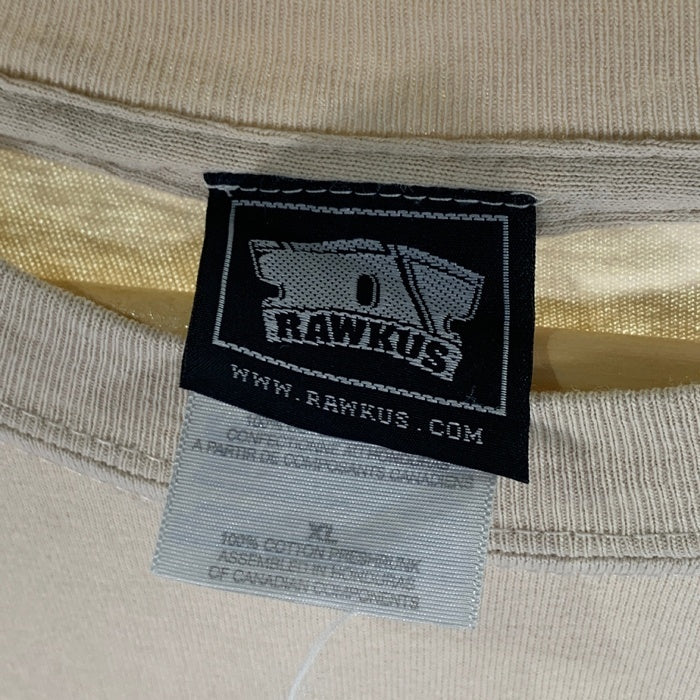 RAWKUS
WWW.RAWKUS.COM
A PARTIR DE COMPOSANTS CANADIENS
XL
100% COTTON PRESHRUNK
ASSEMBLED IN HONDURAS
OF CANADIAN COMPONENTS